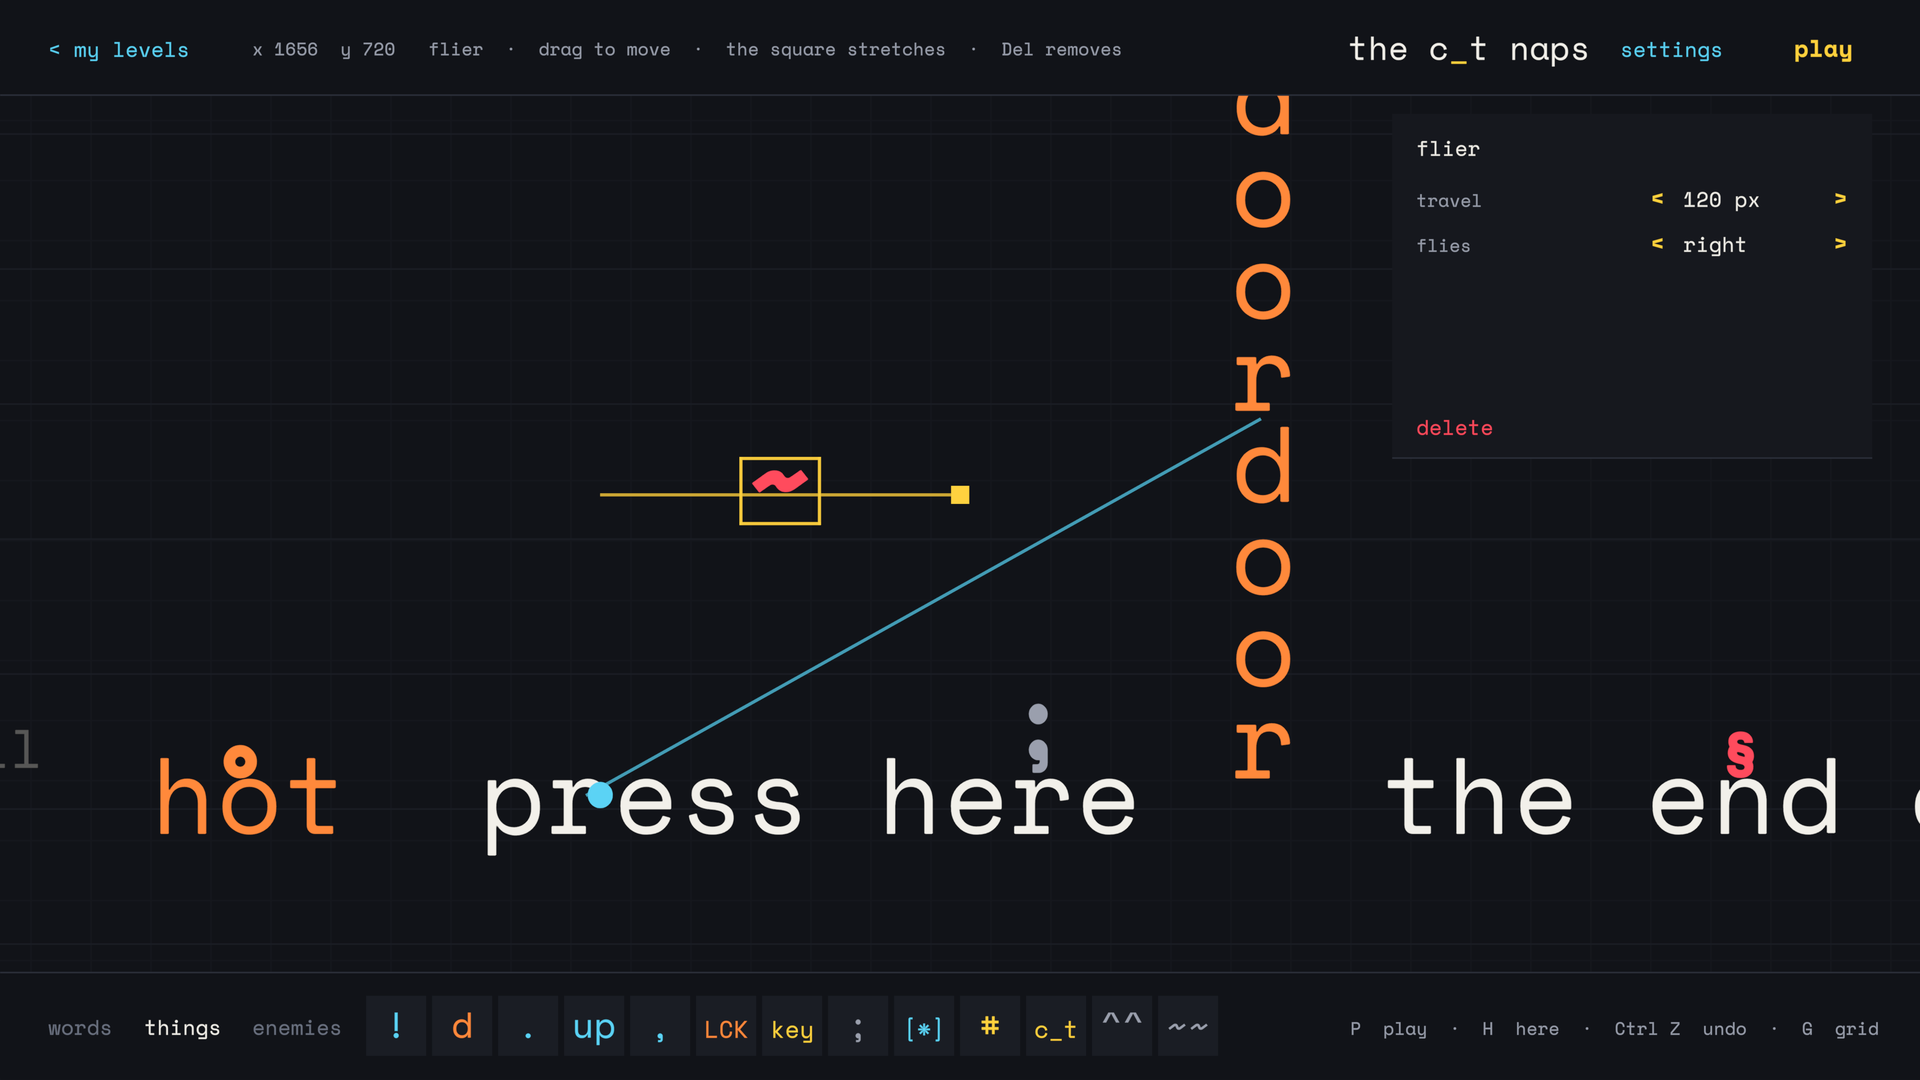 < my levels x 1656 y 720 flier · drag to move · the square stretches · Del removes the c_t naps settings play
flier
travel < 120 px >
flies < right >
delete
door
door
~
;
§
hot press here the end
words things enemies ! d . up , LCK key ; [*] # c_t ^^ ~~ P play · H here · Ctrl Z undo · G grid